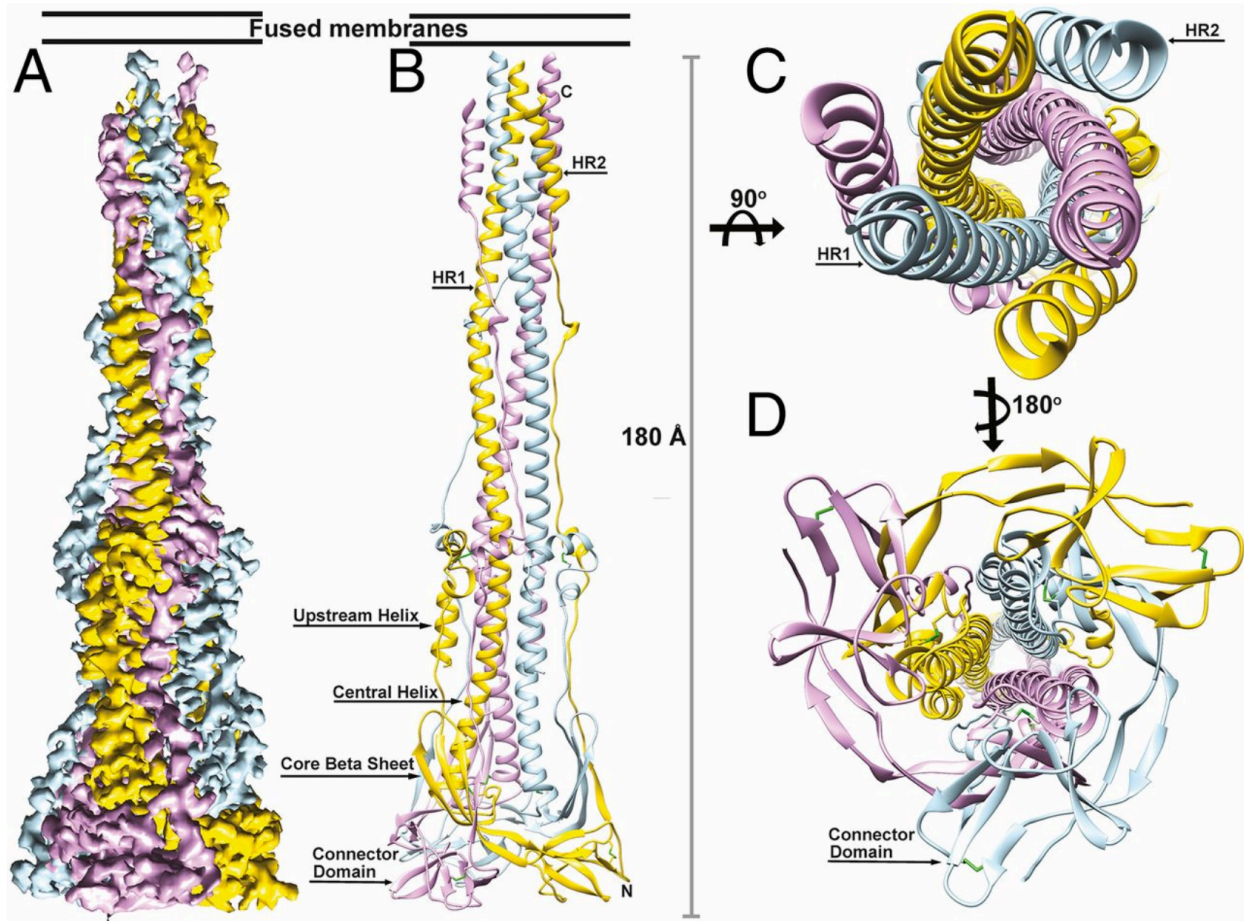 Fused membranes
A
B
C
HR2
HR1
180 Å
Upstream Helix
Central Helix
Core Beta Sheet
Connector
Domain
N
C
HR2
90°
HR1
180°
D
Connector
Domain